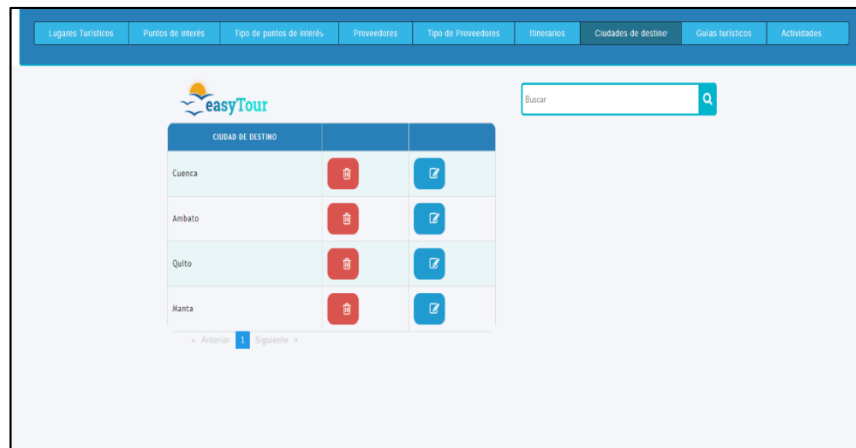 Lugares Turísticos Puntos de interés Tipo de puntos de interés Proveedores Tipo de Proveedores Itinerarios Ciudades de destino Guías turísticos Actividades
easyTour
Buscar
CIUDAD DE DESTINO
Cuenca
Ambato
Quito
Manta
« Anterior 1 Siguiente »